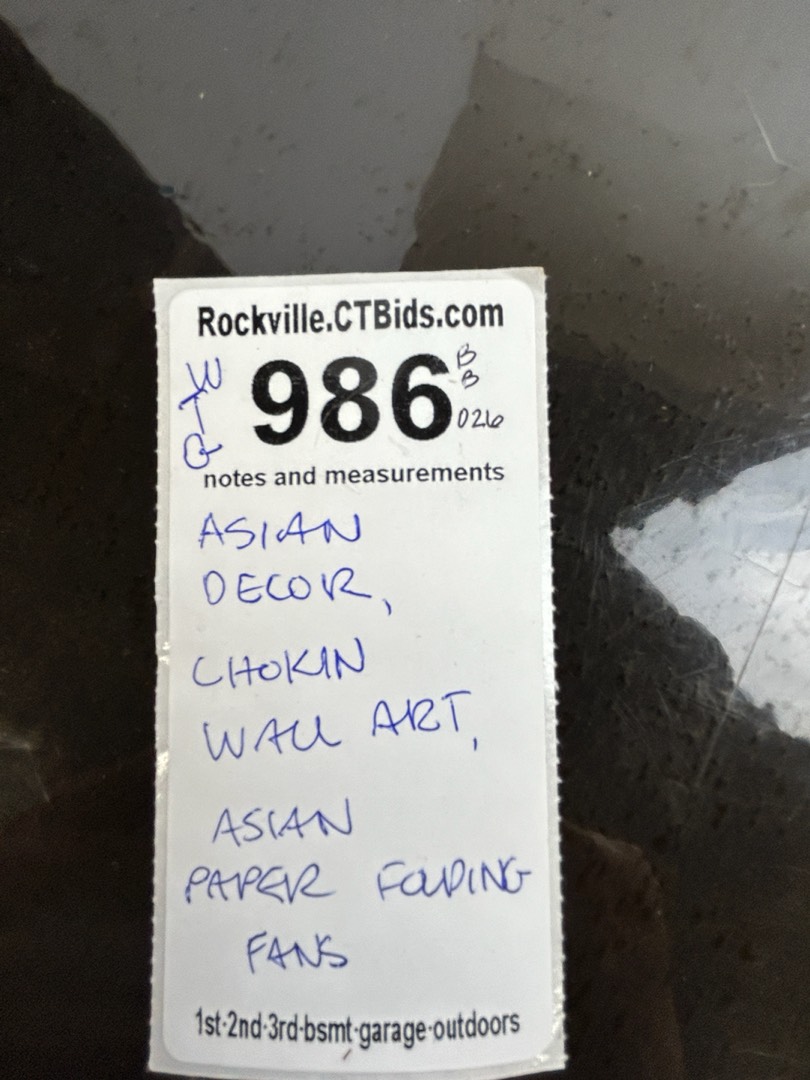 Rockville.CTBids.com
986
B
B
026
notes and measurements
ASIAN
DECOR,
CHOKIN
WALL ART,
ASIAN
PAPER FOLDING
FANS
1st·2nd·3rd·bsmt·garage·outdoors